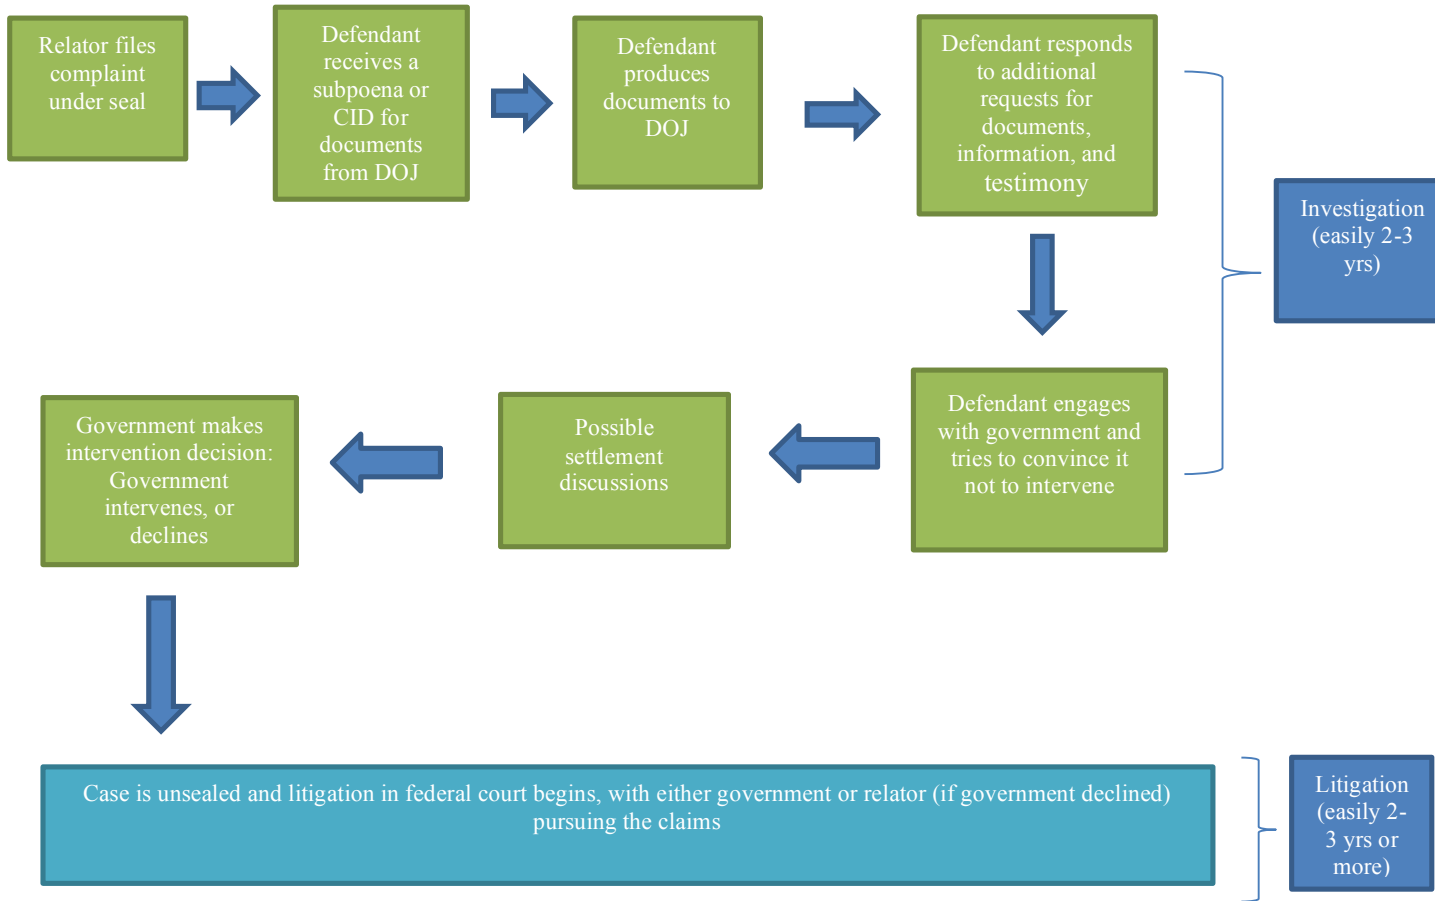 Relator files
complaint
under seal
Defendant
receives a
subpoena or
CID for
documents
from DOJ
Defendant
produces
documents to
DOJ
Defendant responds
to additional
requests for
documents,
information, and
testimony
Investigation
(easily 2-3
yrs)
Government makes
intervention decision:
Government
intervenes, or
declines
Possible
settlement
discussions
Defendant engages
with government and
tries to convince it
not to intervene
Case is unsealed and litigation in federal court begins, with either government or relator (if government declined)
pursuing the claims
Litigation
(easily 2-
3 yrs or
more)